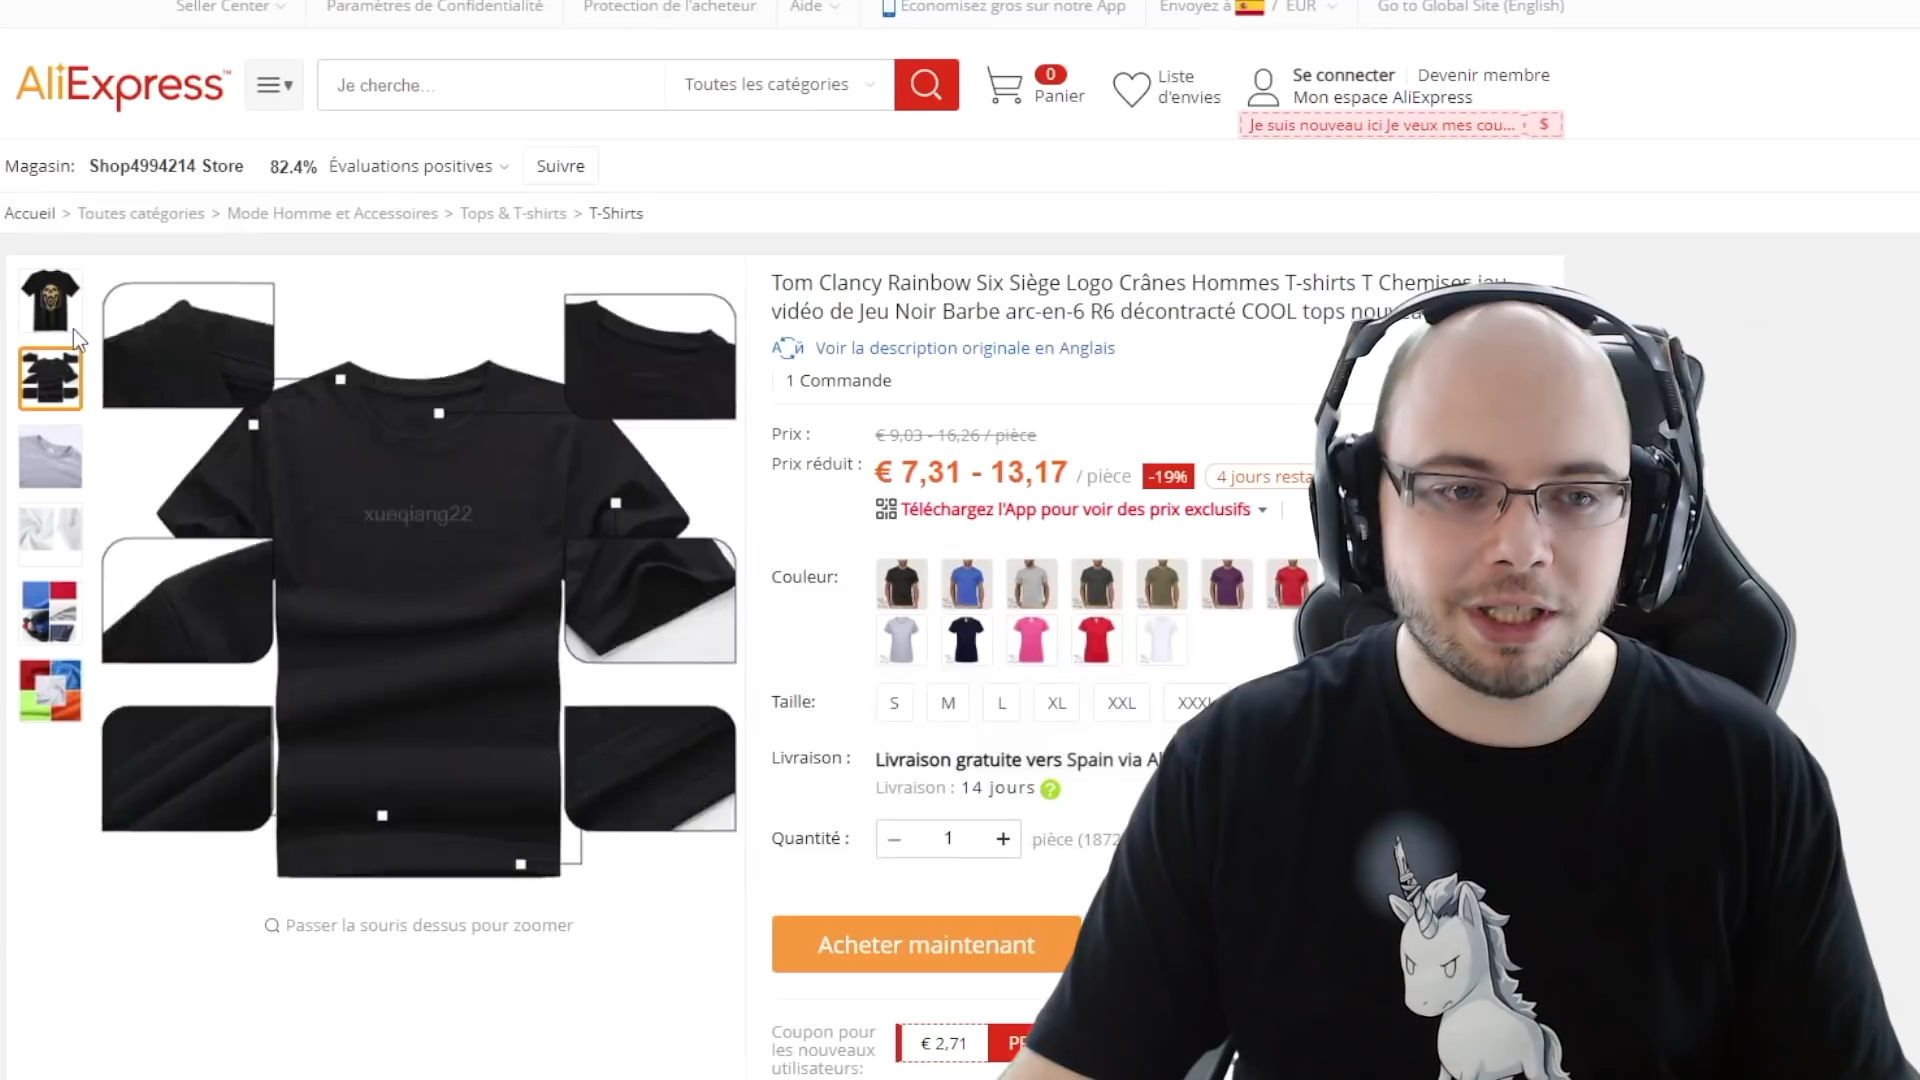 Seller Center
Paramètres de Confidentialité
Protection de l'acheteur
Aide
Economisez gros sur notre App
Envoyez à / EUR
Go to Global Site (English)
AliExpress™
Je cherche...
Toutes les catégories
0
Panier
Liste
d'envies
Se connecter
Devenir membre
Mon espace AliExpress
Je suis nouveau ici Je veux mes cou... $
Magasin: Shop4994214 Store 82.4% Évaluations positives Suivre
Accueil > Toutes catégories > Mode Homme et Accessoires > Tops & T-shirts > T-Shirts
Tom Clancy Rainbow Six Siège Logo Crânes Hommes T-shirts T Chemises jeu
vidéo de Jeu Noir Barbe arc-en-6 R6 décontracté COOL tops
Voir la description originale en Anglais
1 Commande
Prix : € 9,03 - 16,26 / pièce
Prix réduit : € 7,31 - 13,17 / pièce -19% 4 jours resta
Téléchargez l'App pour voir des prix exclusifs
xueqiang22
Couleur:
Taille: S M L XL XXL XXXL
Livraison : Livraison gratuite vers Spain via Al
Livraison : 14 jours ?
Quantité : − 1 + pièce (1872
Passer la souris dessus pour zoomer
Acheter maintenant
Coupon pour
les nouveaux
utilisateurs:
€ 2,71